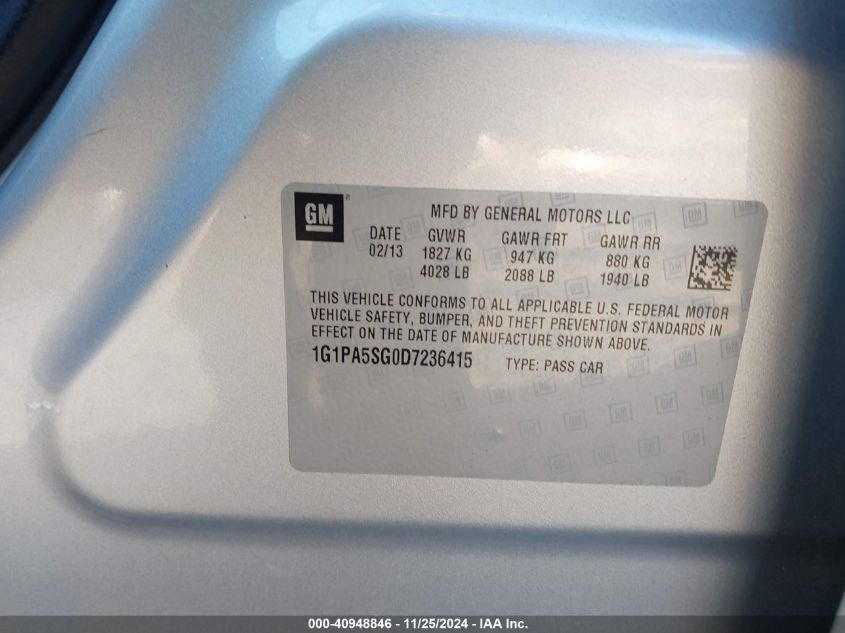 GM ®
MFD BY GENERAL MOTORS LLC
DATE GVWR GAWR FRT GAWR RR
02/13 1827 KG 947 KG 880 KG
4028 LB 2088 LB 1940 LB
THIS VEHICLE CONFORMS TO ALL APPLICABLE U.S. FEDERAL MOTOR
VEHICLE SAFETY, BUMPER, AND THEFT PREVENTION STANDARDS IN
EFFECT ON THE DATE OF MANUFACTURE SHOWN ABOVE.
1G1PA5SG0D7236415 TYPE: PASS CAR
000-40948846 - 11/25/2024 - IAA Inc.